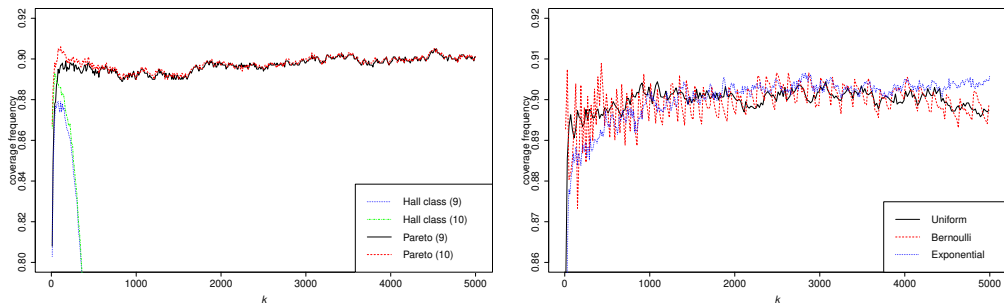 coverage frequency
0.92
0.90
0.88
0.86
0.84
0.82
0.80
0 1000 2000 3000 4000 5000
k
Hall class (9)
Hall class (10)
Pareto (9)
Pareto (10)
coverage frequency
0.92
0.91
0.90
0.89
0.88
0.87
0.86
0 1000 2000 3000 4000 5000
k
Uniform
Bernoulli
Exponential